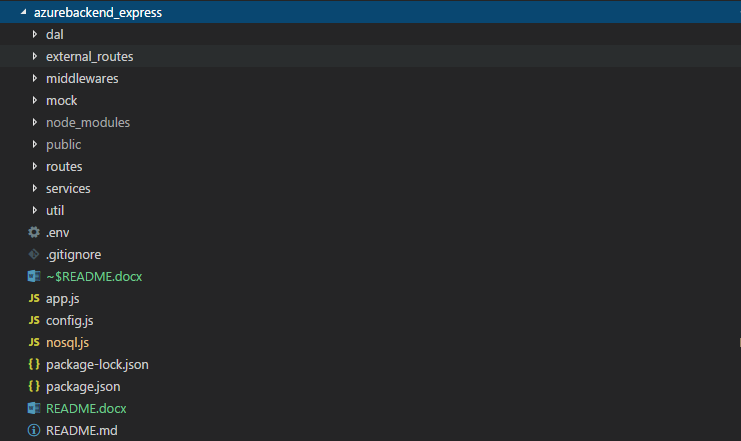 azurebackend_express
dal
external_routes
middlewares
mock
node_modules
public
routes
services
util
.env
.gitignore
~$README.docx
JS app.js
JS config.js
JS nosql.js
{} package-lock.json
{} package.json
README.docx
README.md